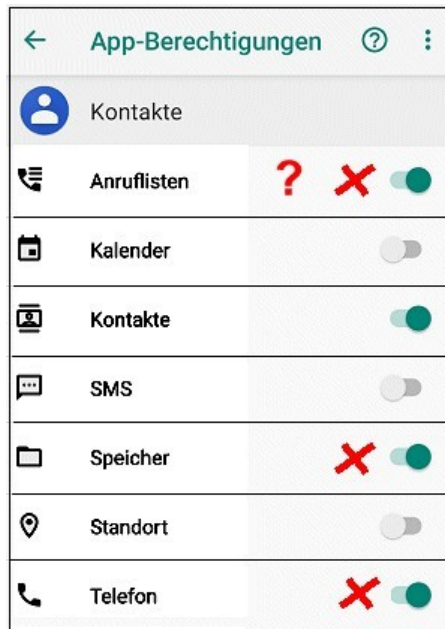 App-Berechtigungen
Kontakte
Anruflisten ?
Kalender
Kontakte
SMS
Speicher
Standort
Telefon